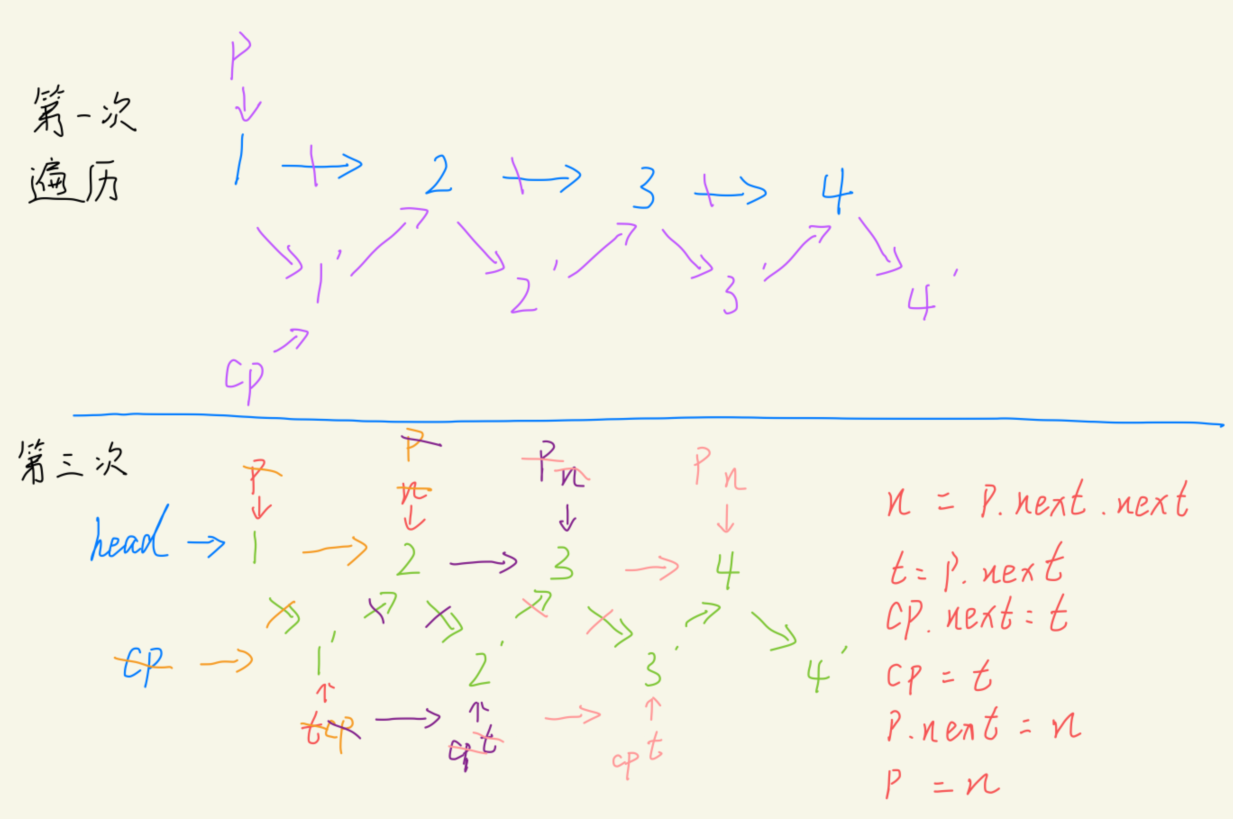 P
第一次
遍历
1 → 2 → 3 → 4
1' 2' 3' 4'
cp
第三次
P P P n P n
n
head → 1 → 2 → 3 → 4
cp → 1' 2' 3' 4'
t cp → cp t → cp t
n = P.next.next
t = P.next
cP.next = t
cP = t
P.next = n
P = n